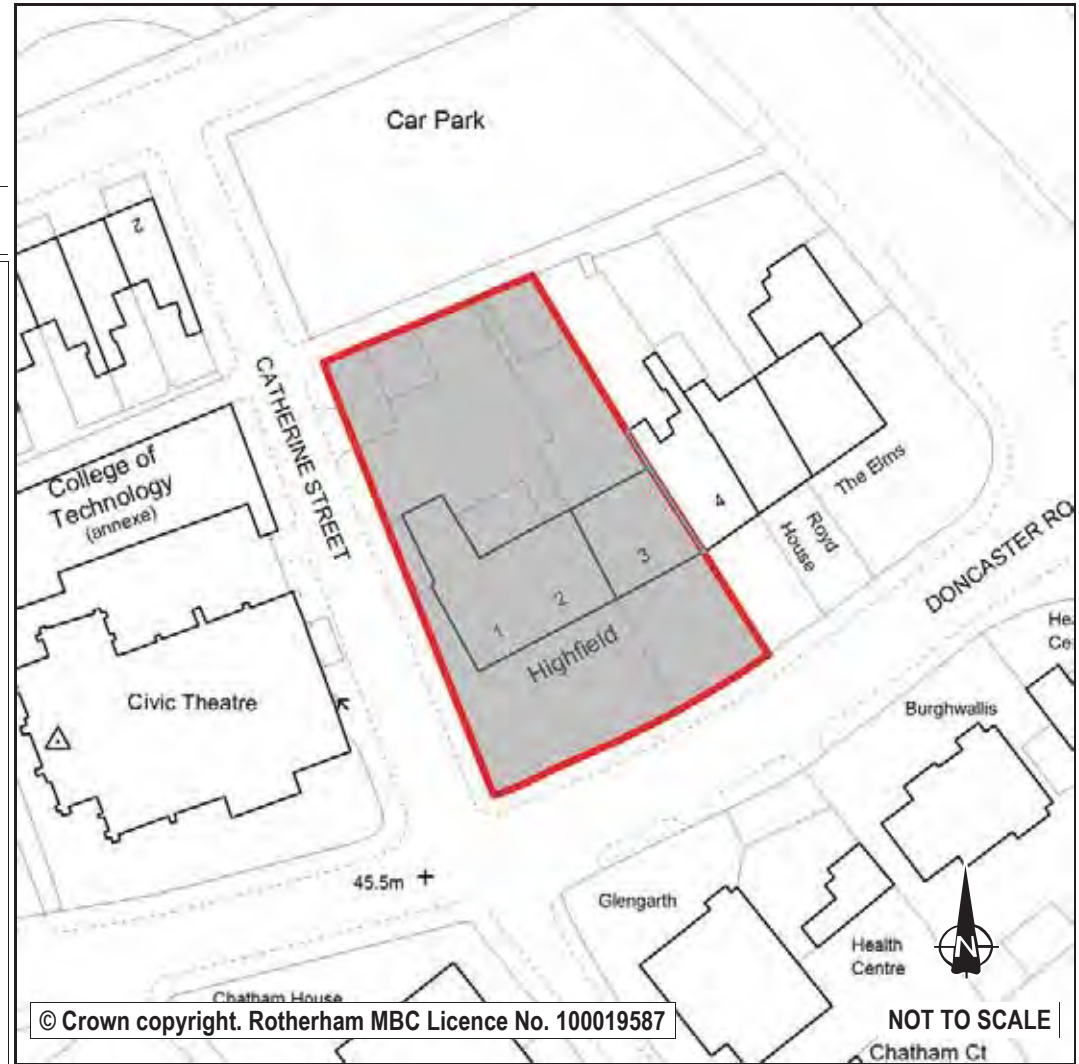 Car Park
2
CATHERINE STREET
College of
Technology
(annexe)
4
The Elms
Royd
House
3
2
1
Highfield
DONCASTER RO
Hea
Ce
Civic Theatre
Burghwallis
45.5m
Glengarth
Health
Centre
N
Chatham House
© Crown copyright. Rotherham MBC Licence No. 100019587
NOT TO SCALE
Chatham Ct